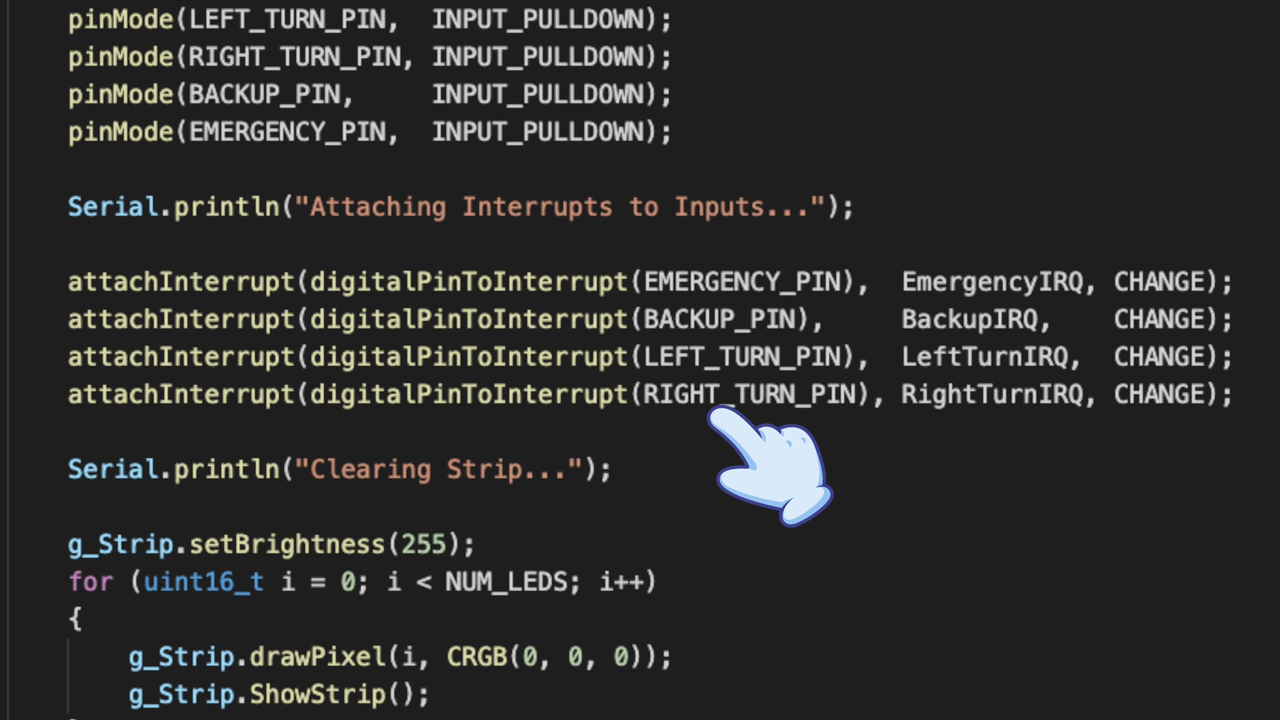 pinMode(LEFT_TURN_PIN,  INPUT_PULLDOWN);
pinMode(RIGHT_TURN_PIN, INPUT_PULLDOWN);
pinMode(BACKUP_PIN,     INPUT_PULLDOWN);
pinMode(EMERGENCY_PIN,  INPUT_PULLDOWN);
Serial.println("Attaching Interrupts to Inputs...");
attachInterrupt(digitalPinToInterrupt(EMERGENCY_PIN),  EmergencyIRQ, CHANGE);
attachInterrupt(digitalPinToInterrupt(BACKUP_PIN),     BackupIRQ,    CHANGE);
attachInterrupt(digitalPinToInterrupt(LEFT_TURN_PIN),  LeftTurnIRQ,  CHANGE);
attachInterrupt(digitalPinToInterrupt(RIGHT_TURN_PIN), RightTurnIRQ, CHANGE);
Serial.println("Clearing Strip...");
g_Strip.setBrightness(255);
for (uint16_t i = 0; i < NUM_LEDS; i++)
{
    g_Strip.drawPixel(i, CRGB(0, 0, 0));
    g_Strip.ShowStrip();